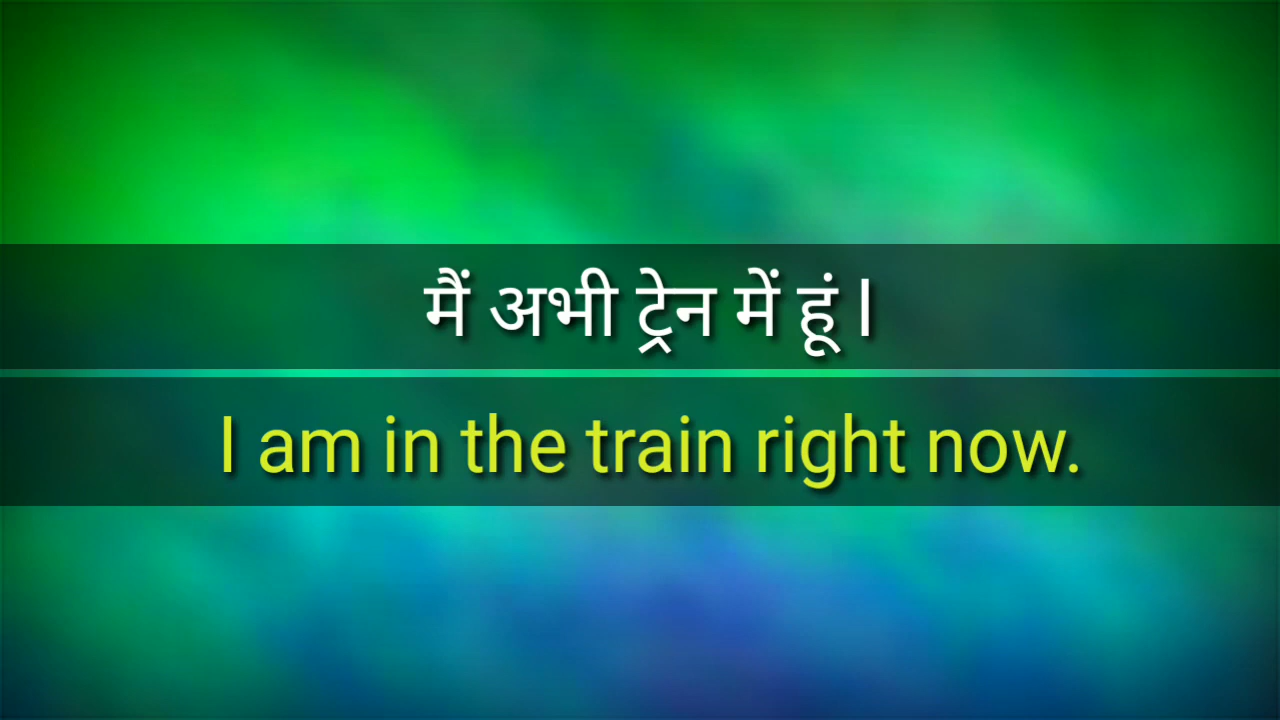 मैं अभी ट्रेन में हूं l
I am in the train right now.